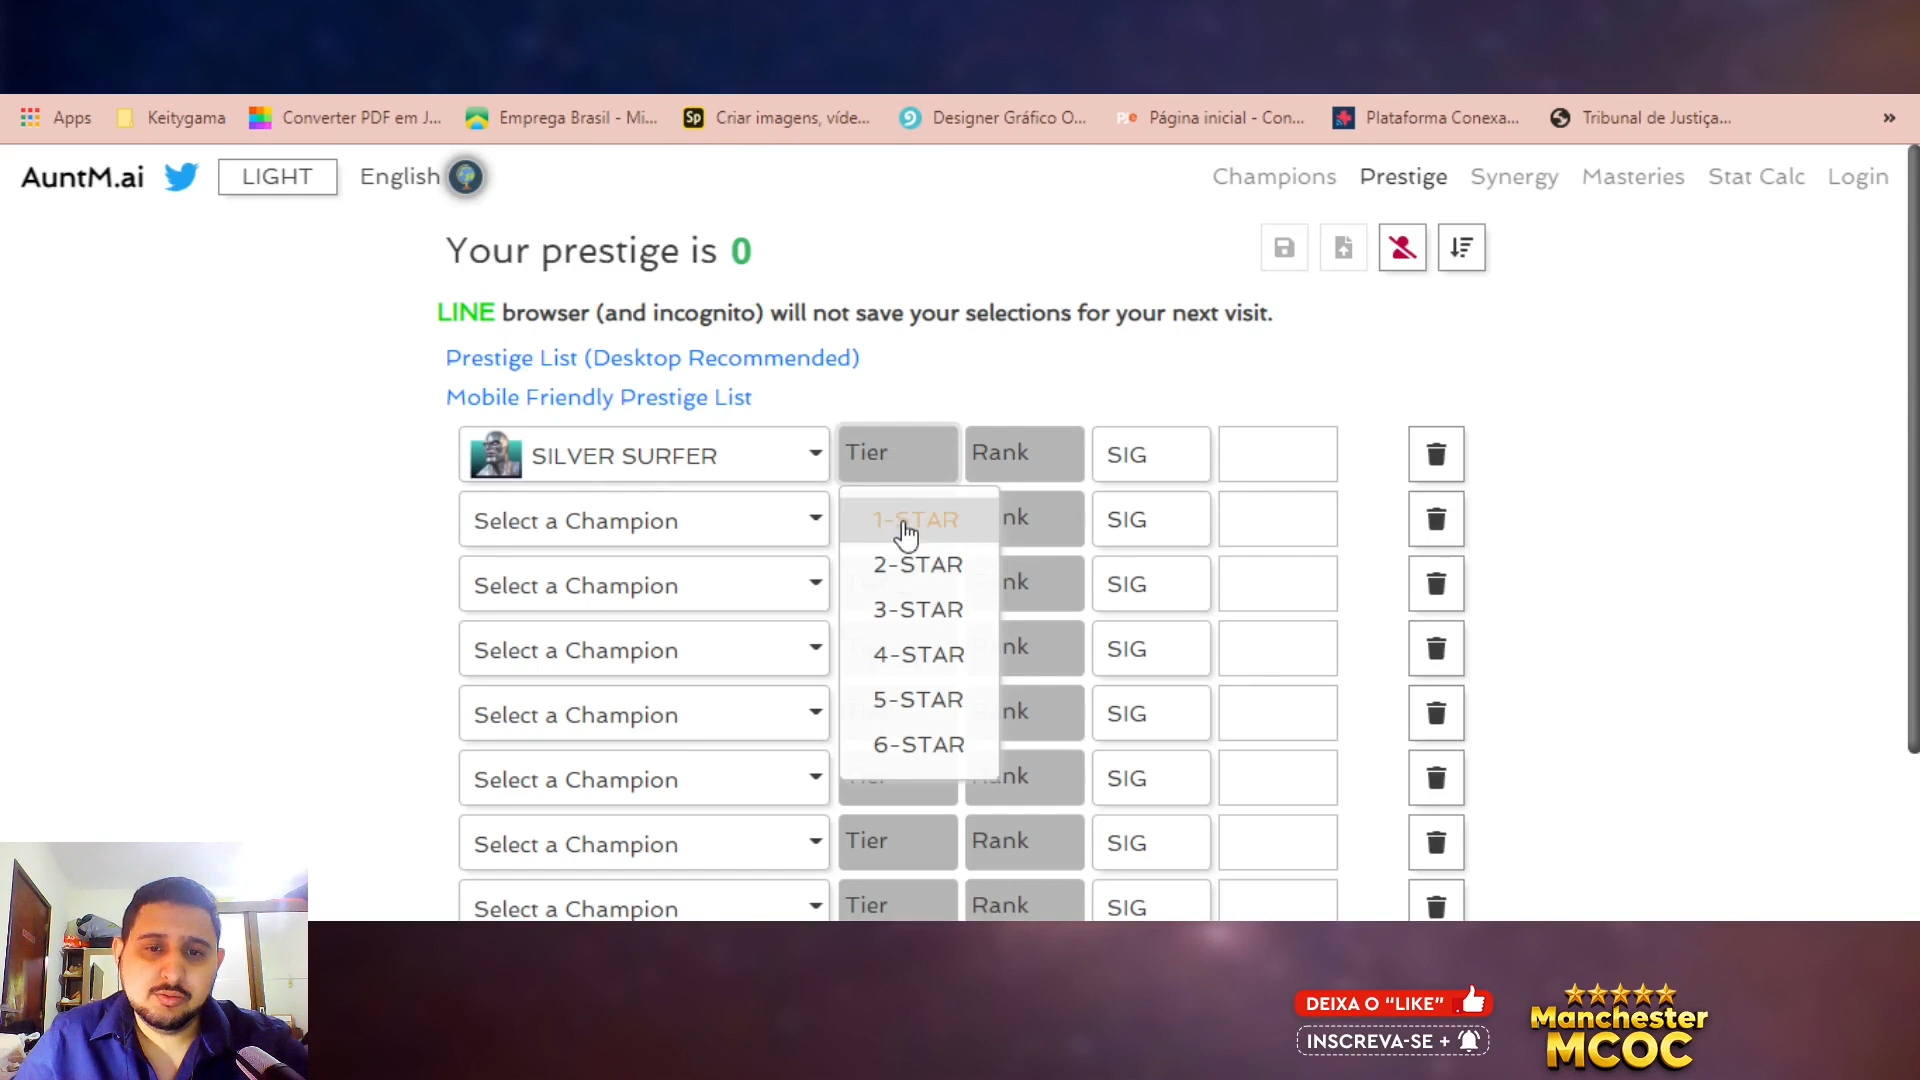 Apps Keitygama Converter PDF em J... Emprega Brasil - Mi... Sp Criar imagens, víde... Designer Gráfico O... Página inicial - Con... Plataforma Conexa... Tribunal de Justiça... »
AuntM.ai LIGHT English Champions Prestige Synergy Masteries Stat Calc Login
Your prestige is 0
LINE browser (and incognito) will not save your selections for your next visit.
Prestige List (Desktop Recommended)
Mobile Friendly Prestige List
SILVER SURFER Tier Rank SIG
Select a Champion 1-STAR nk SIG
2-STAR
Select a Champion nk SIG
3-STAR
Select a Champion 4-STAR nk SIG
Select a Champion 5-STAR nk SIG
6-STAR
Select a Champion Tier nk SIG
Select a Champion Tier Rank SIG
Select a Champion Tier Rank SIG
DEIXA O "LIKE"
INSCREVA-SE +
Manchester
MCOC